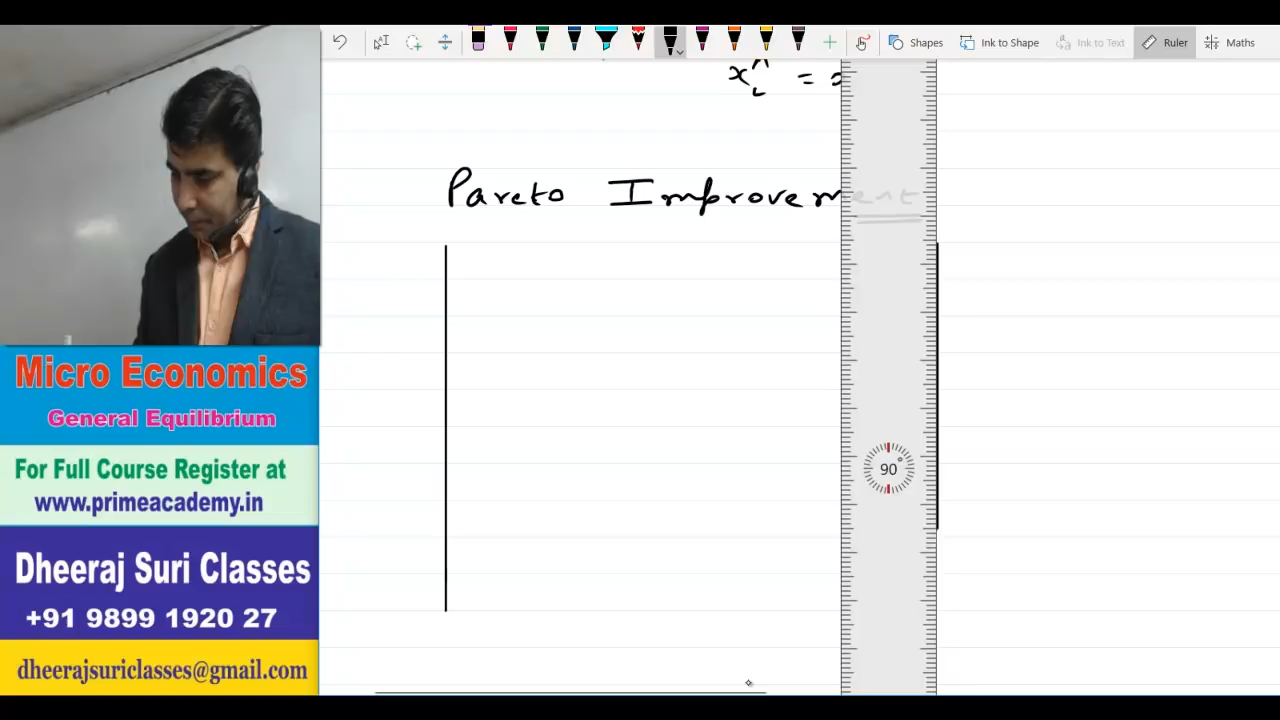 Shapes
Ink to Shape
Ink to Text
Ruler
Maths
Pareto Improvement
90°
Micro Economics
General Equilibrium
For Full Course Register at
www.primeacademy.in
Dheeraj Suri Classes
+91 9899 1920 27
dheerajsuriclasses@gmail.com